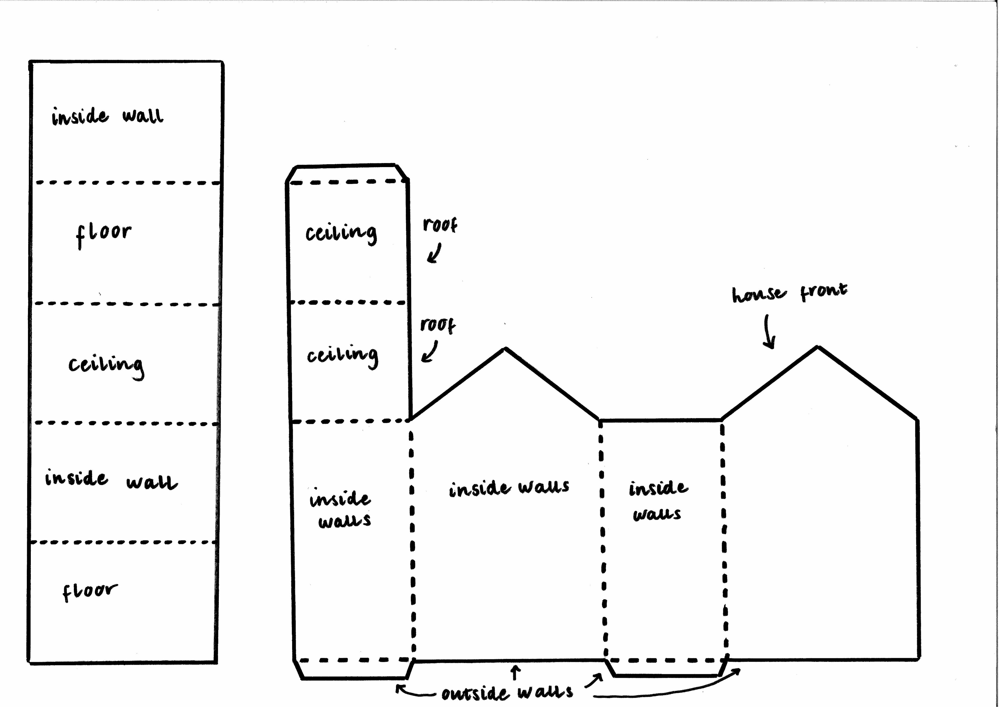 inside wall
floor
ceiling
inside wall
floor
ceiling
roof
ceiling
roof
inside
walls
inside walls
inside
walls
house front
outside walls